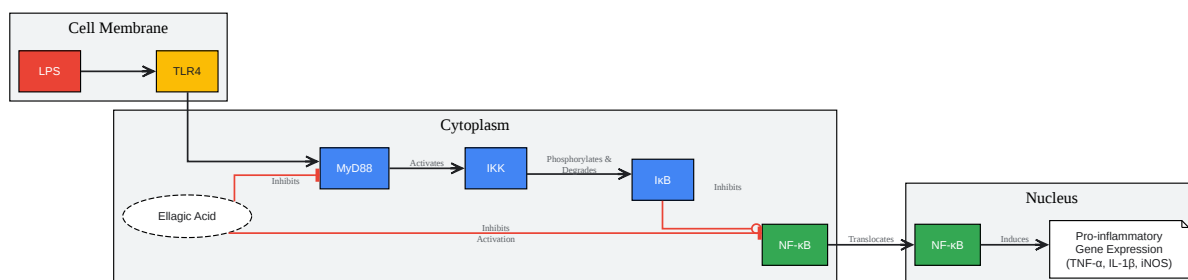 Cell Membrane
LPS
TLR4
Cytoplasm
MyD88
Activates
IKK
Phosphorylates &
Degrades
IκB
Inhibits
Inhibits
Ellagic Acid
Inhibits
Activation
NF-κB
Translocates
Nucleus
NF-κB
Induces
Pro-inflammatory
Gene Expression
(TNF-α, IL-1β, iNOS)